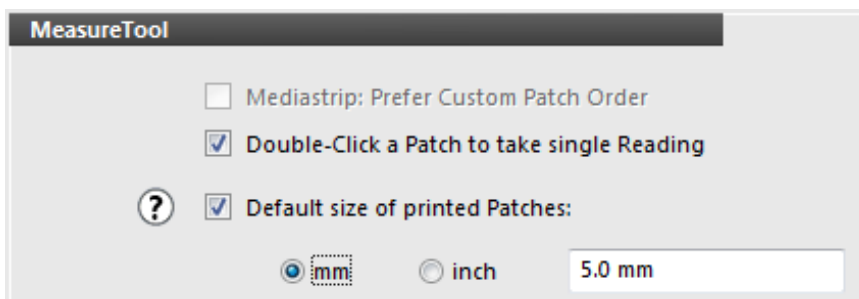 MeasureTool
Mediastrip: Prefer Custom Patch Order
Double-Click a Patch to take single Reading
? Default size of printed Patches:
mm inch 5.0 mm